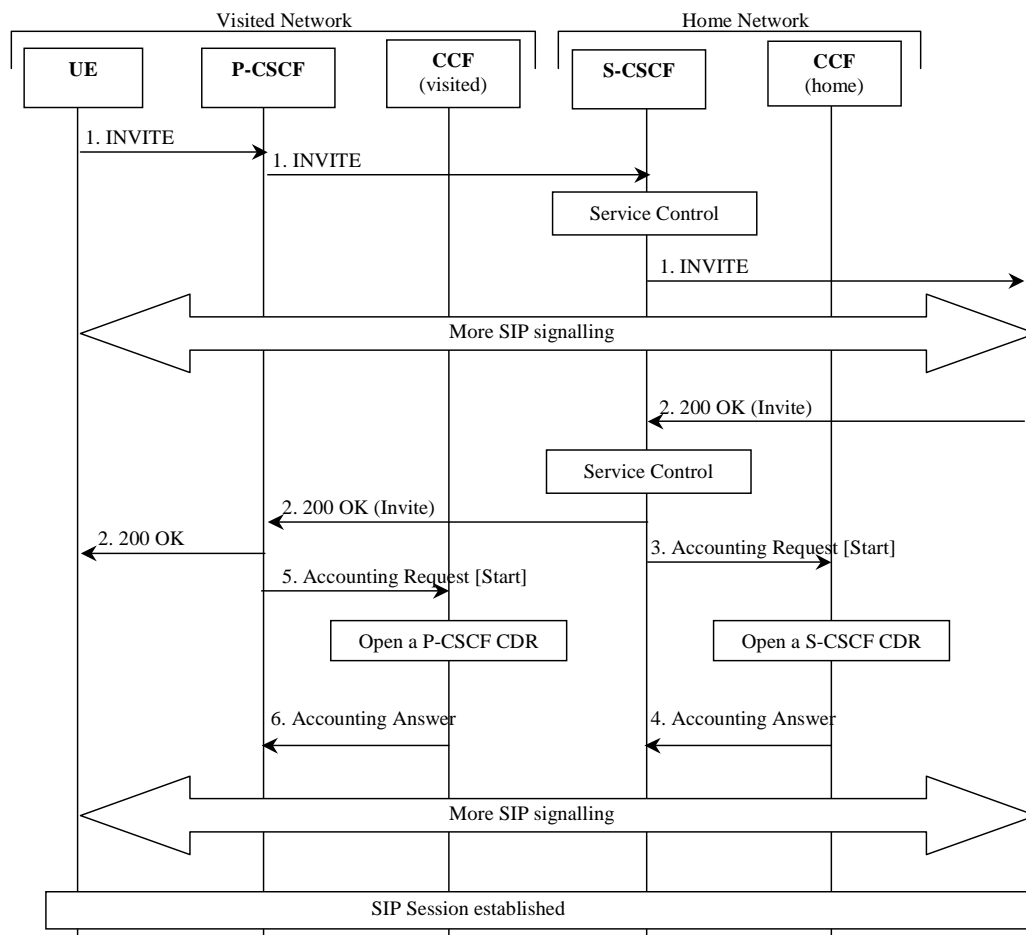 Visited Network
Home Network
UE
P-CSCF
CCF
(visited)
S-CSCF
CCF
(home)
1. INVITE
1. INVITE
Service Control
1. INVITE
More SIP signalling
2. 200 OK (Invite)
Service Control
2. 200 OK (Invite)
2. 200 OK
3. Accounting Request [Start]
5. Accounting Request [Start]
Open a P-CSCF CDR
Open a S-CSCF CDR
6. Accounting Answer
4. Accounting Answer
More SIP signalling
SIP Session established